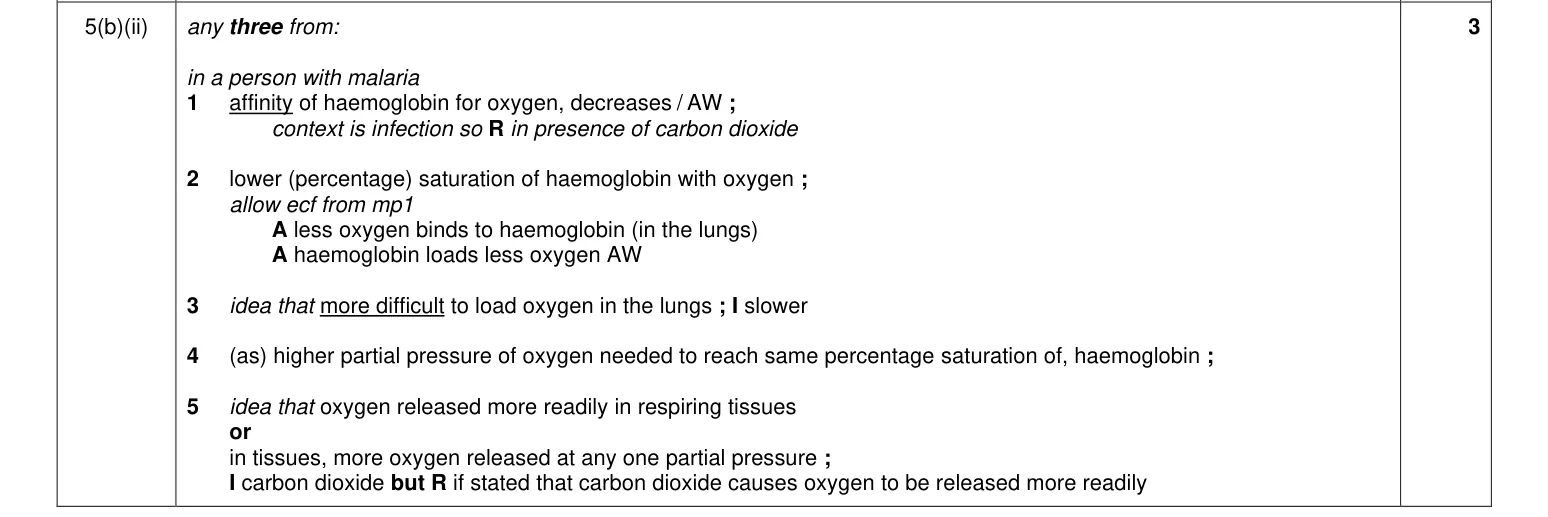 5(b)(ii) any three from: 3
in a person with malaria
1 affinity of haemoglobin for oxygen, decreases / AW ;
context is infection so R in presence of carbon dioxide
2 lower (percentage) saturation of haemoglobin with oxygen ;
allow ecf from mp1
A less oxygen binds to haemoglobin (in the lungs)
A haemoglobin loads less oxygen AW
3 idea that more difficult to load oxygen in the lungs ; I slower
4 (as) higher partial pressure of oxygen needed to reach same percentage saturation of, haemoglobin ;
5 idea that oxygen released more readily in respiring tissues
or
in tissues, more oxygen released at any one partial pressure ;
I carbon dioxide but R if stated that carbon dioxide causes oxygen to be released more readily